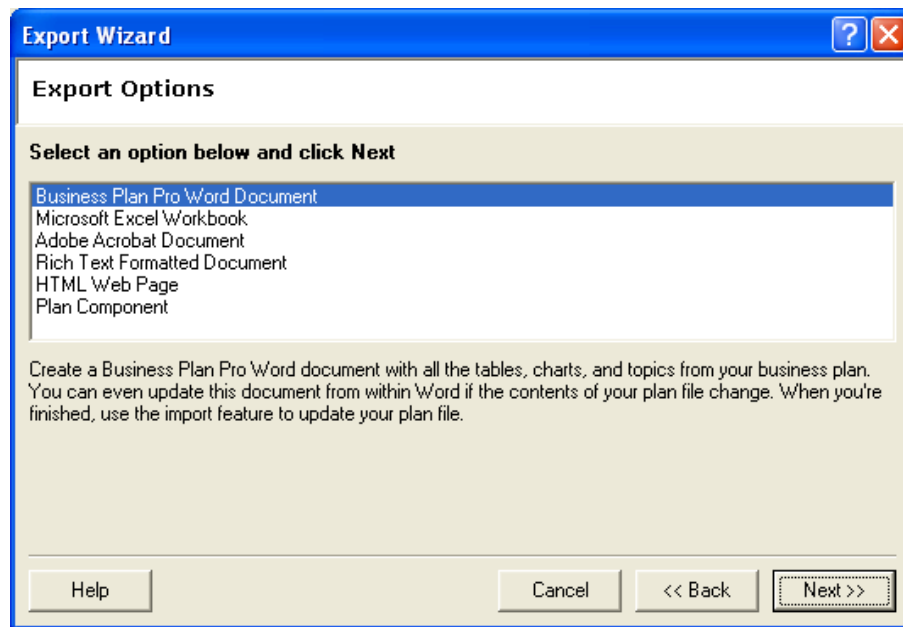 Export Wizard
Export Options
Select an option below and click Next
Business Plan Pro Word Document
Microsoft Excel Workbook
Adobe Acrobat Document
Rich Text Formatted Document
HTML Web Page
Plan Component
Create a Business Plan Pro Word document with all the tables, charts, and topics from your business plan.
You can even update this document from within Word if the contents of your plan file change. When you're
finished, use the import feature to update your plan file.
Help
Cancel
<< Back
Next >>